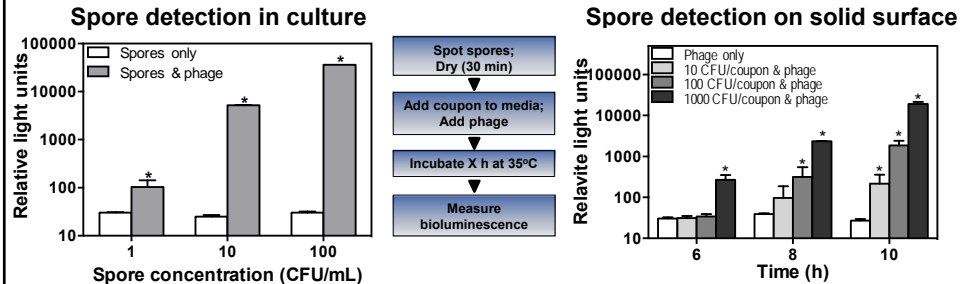 Spore detection in culture
Relative light units
100000
10000
1000
100
10
Spores only
Spores & phage
*
*
*
1
10
100
Spore concentration (CFU/mL)
Spot spores;
Dry (30 min)
Add coupon to media;
Add phage
Incubate X h at 35°C
Measure
bioluminescence
Spore detection on solid surface
Relavite light units
100000
10000
1000
100
10
Phage only
10 CFU/coupon & phage
100 CFU/coupon & phage
1000 CFU/coupon & phage
*
*
*
*
*
*
6
8
10
Time (h)